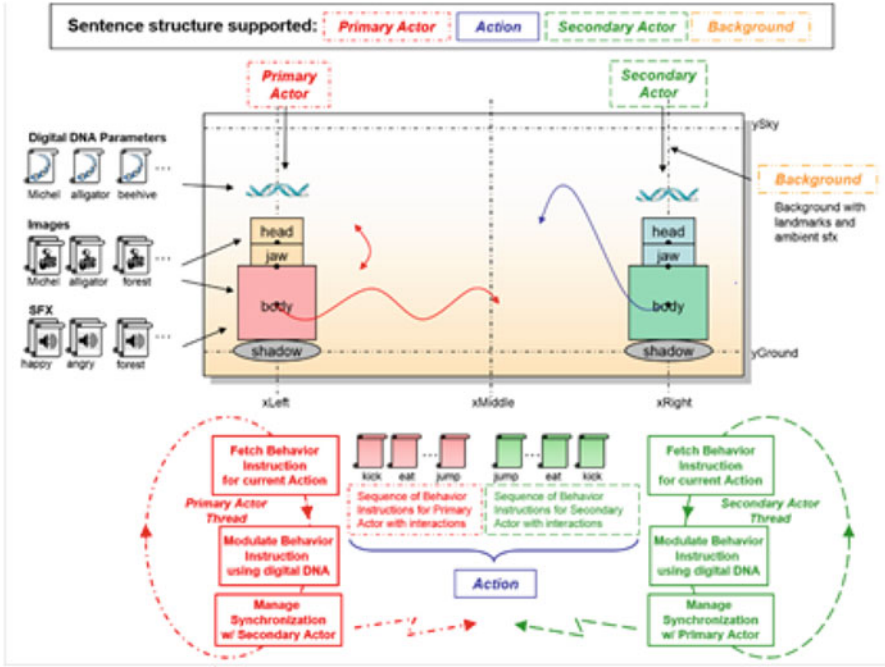 Sentence structure supported: Primary Actor Action Secondary Actor Background
Primary
Actor
Secondary
Actor
Digital DNA Parameters
Michel alligator beehive ...
Images
Michel alligator forest ...
SFX
happy angry forest ...
ySky
Background
Background with
landmarks and
ambient sfx
head
jaw
body
shadow
head
jaw
body
shadow
yGround
xLeft xMiddle xRight
Fetch Behavior
Instruction
for current Action
Primary Actor
Thread
Modulate Behavior
Instruction
using digital DNA
Manage
Synchronization
w/ Secondary Actor
kick eat ... jump
jump ... eat kick
Sequence of Behavior
Instructions for Primary
Actor with interactions
Sequence of Behavior
Instructions for Secondary
Actor with interactions
Action
Fetch Behavior
Instruction
for current Action
Secondary Actor
Thread
Modulate Behavior
Instruction
using digital DNA
Manage
Synchronization
w/ Primary Actor